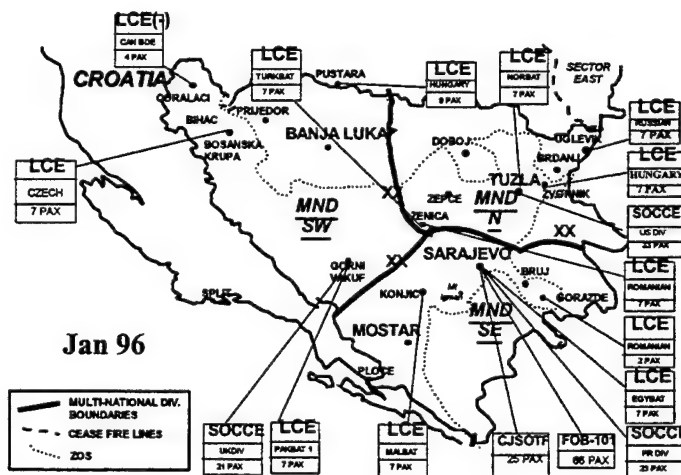 LCE(-)
CAN BDE
4 PAX
CROATIA
CORALACI
BIHAC
PRIJEDOR
BOSANSKA
KRUPA
BANJA LUKA
LCE
TURKBAT
7 PAX
PUSTARA
LCE
HUNGARY
9 PAX
LCE
NORBAT
7 PAX
SECTOR
EAST
LCE
RUSSIAN
7 PAX
UGLEVIK
BRDANJ
DOBOJ
TUZLA
ZVORNIK
LCE
HUNGARY
7 PAX
LCE
CZECH
7 PAX
MND
SW
XX
ZEPCE
MND
N
ZENICA
XX
SOCCE
US DIV
23 PAX
SARAJEVO
XX
GORNI
VAKUF
KONJIC
Mt
BRUJ
GORAZDE
LCE
ROMANIAN
7 PAX
SPLIT
MND
SE
LCE
ROMANIAN
2 PAX
Jan 96
MOSTAR
PLOCE
LCE
EGYBAT
7 PAX
MULTI-NATIONAL DIV.
BOUNDARIES
CEASE FIRE LINES
ZOS
SOCCE
UKDIV
21 PAX
LCE
PAKBAT 1
7 PAX
LCE
MALBAT
7 PAX
CJSOTF
25 PAX
FOB-101
66 PAX
SOCCE
FR DIV
23 PAX